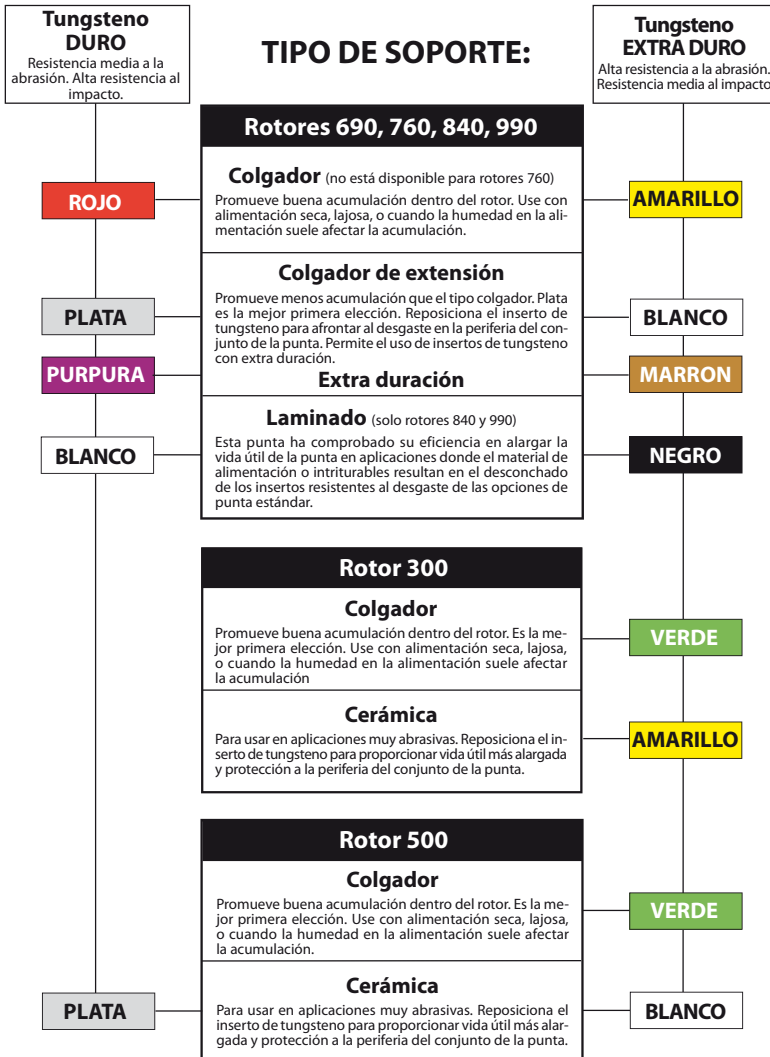 Tungsteno
DURO
Resistencia media a la
abrasión. Alta resistencia al
impacto.
TIPO DE SOPORTE:
Tungsteno
EXTRA DURO
Alta resistencia a la abrasión.
Resistencia media al impacto
Rotores 690, 760, 840, 990
Colgador (no está disponible para rotores 760)
Promueve buena acumulación dentro del rotor. Use con
alimentación seca, lajosa, o cuando la humedad en la ali-
mentación suele afectar la acumulación.
ROJO
AMARILLO
Colgador de extensión
Promueve menos acumulación que el tipo colgador. Plata
es la mejor primera elección. Reposiciona el inserto de
tungsteno para afrontar al desgaste en la periferia del con-
junto de la punta. Permite el uso de insertos de tungsteno
con extra duración.
PLATA
BLANCO
Extra duración
PURPURA
MARRON
Laminado (solo rotores 840 y 990)
Esta punta ha comprobado su eficiencia en alargar la
vida útil de la punta en aplicaciones donde el material de
alimentación o intriturables resultan en el desconchado
de los insertos resistentes al desgaste de las opciones de
punta estándar.
BLANCO
NEGRO
Rotor 300
Colgador
Promueve buena acumulación dentro del rotor. Es la me-
jor primera elección. Use con alimentación seca, lajosa,
o cuando la humedad en la alimentación suele afectar
la acumulación
VERDE
Cerámica
Para usar en aplicaciones muy abrasivas. Reposiciona el in-
serto de tungsteno para proporcionar vida útil más alargada
y protección a la periferia del conjunto de la punta.
AMARILLO
Rotor 500
Colgador
Promueve buena acumulación dentro del rotor. Es la me-
jor primera elección. Use con alimentación seca, lajosa,
o cuando la humedad en la alimentación suele afectar
la acumulación.
VERDE
Cerámica
Para usar en aplicaciones muy abrasivas. Reposiciona el
inserto de tungsteno para proporcionar vida útil más alar-
gada y protección a la periferia del conjunto de la punta.
PLATA
BLANCO